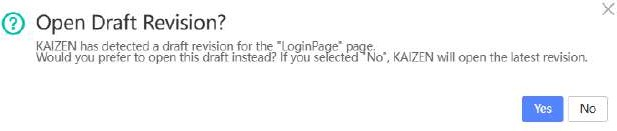 Open Draft Revision?
KAIZEN has detected a draft revision for the "LoginPage" page.
Would you prefer to open this draft instead? If you selected "No", KAIZEN will open the latest revision.
Yes No